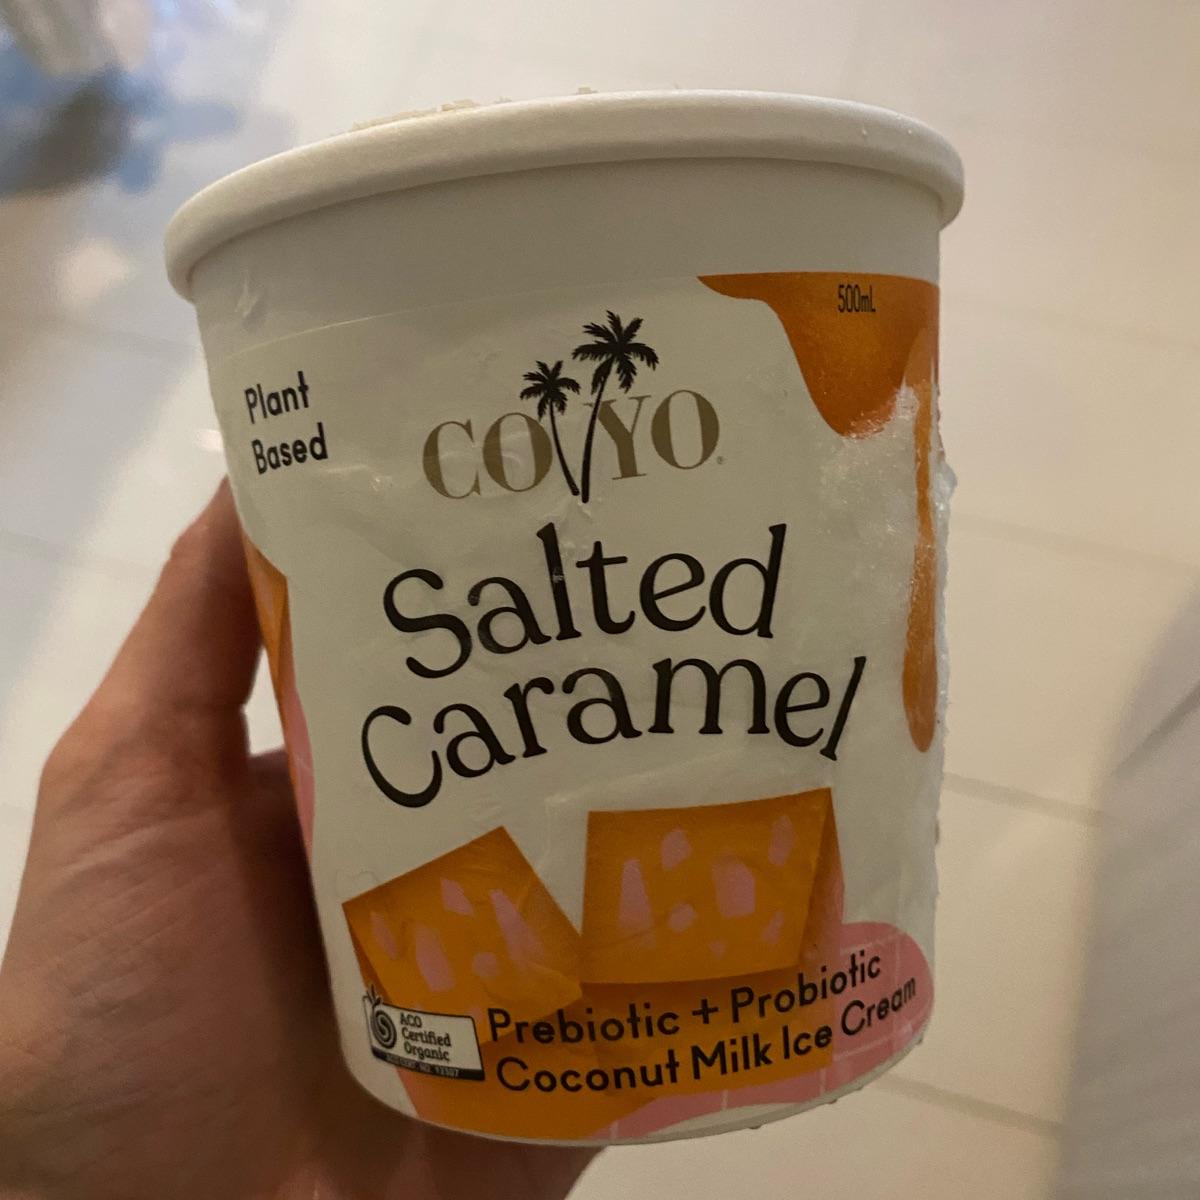 500mL
Plant
Based
COYO
Salted
Caramel
ACO
Certified
Organic
Prebiotic + Probiotic
Coconut Milk Ice Cream